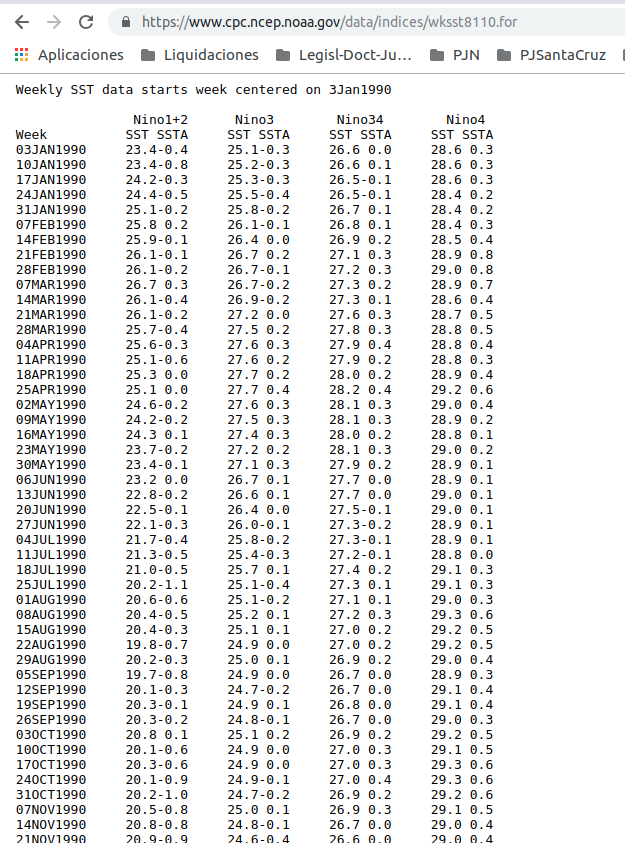 https://www.cpc.ncep.noaa.gov/data/indices/wksst8110.for
Aplicaciones Liquidaciones Legisl-Doct-Ju… PJN PJSantaCruz
Weekly SST data starts week centered on 3Jan1990
Nino1+2 Nino3 Nino34 Nino4
Week SST SSTA SST SSTA SST SSTA SST SSTA
03JAN1990 23.4-0.4 25.1-0.3 26.6 0.0 28.6 0.3
10JAN1990 23.4-0.8 25.2-0.3 26.6 0.1 28.6 0.3
17JAN1990 24.2-0.3 25.3-0.3 26.5-0.1 28.6 0.3
24JAN1990 24.4-0.5 25.5-0.4 26.5-0.1 28.4 0.2
31JAN1990 25.1-0.2 25.8-0.2 26.7 0.1 28.4 0.2
07FEB1990 25.8 0.2 26.1-0.1 26.8 0.1 28.4 0.3
14FEB1990 25.9-0.1 26.4 0.0 26.9 0.2 28.5 0.4
21FEB1990 26.1-0.1 26.7 0.2 27.1 0.3 28.9 0.8
28FEB1990 26.1-0.2 26.7-0.1 27.2 0.3 29.0 0.8
07MAR1990 26.7 0.3 26.7-0.2 27.3 0.2 28.9 0.7
14MAR1990 26.1-0.4 26.9-0.2 27.3 0.1 28.6 0.4
21MAR1990 26.1-0.2 27.2 0.0 27.6 0.3 28.7 0.5
28MAR1990 25.7-0.4 27.5 0.2 27.8 0.3 28.8 0.5
04APR1990 25.6-0.3 27.6 0.3 27.9 0.4 28.8 0.4
11APR1990 25.1-0.6 27.6 0.2 27.9 0.2 28.8 0.3
18APR1990 25.3 0.0 27.7 0.2 28.0 0.2 28.9 0.4
25APR1990 25.1 0.0 27.7 0.4 28.2 0.4 29.2 0.6
02MAY1990 24.6-0.2 27.6 0.3 28.1 0.3 29.0 0.4
09MAY1990 24.2-0.2 27.5 0.3 28.1 0.3 28.9 0.2
16MAY1990 24.3 0.1 27.4 0.3 28.0 0.2 28.8 0.1
23MAY1990 23.7-0.2 27.2 0.2 28.1 0.3 29.0 0.2
30MAY1990 23.4-0.1 27.1 0.3 27.9 0.2 28.9 0.1
06JUN1990 23.2 0.0 26.7 0.1 27.7 0.0 28.9 0.1
13JUN1990 22.8-0.2 26.6 0.1 27.7 0.0 29.0 0.1
20JUN1990 22.5-0.1 26.4 0.0 27.5-0.1 29.0 0.1
27JUN1990 22.1-0.3 26.0-0.1 27.3-0.2 28.9 0.1
04JUL1990 21.7-0.4 25.8-0.2 27.3-0.1 28.9 0.1
11JUL1990 21.3-0.5 25.4-0.3 27.2-0.1 28.8 0.0
18JUL1990 21.0-0.5 25.7 0.1 27.4 0.2 29.1 0.3
25JUL1990 20.2-1.1 25.1-0.4 27.3 0.1 29.1 0.3
01AUG1990 20.6-0.6 25.1-0.2 27.1 0.1 29.0 0.3
08AUG1990 20.4-0.5 25.2 0.1 27.2 0.3 29.3 0.6
15AUG1990 20.4-0.3 25.1 0.1 27.0 0.2 29.2 0.5
22AUG1990 19.8-0.7 24.9 0.0 27.0 0.2 29.2 0.5
29AUG1990 20.2-0.3 25.0 0.1 26.9 0.2 29.0 0.4
05SEP1990 19.7-0.8 24.9 0.0 26.7 0.0 28.9 0.3
12SEP1990 20.1-0.3 24.7-0.2 26.7 0.0 29.1 0.4
19SEP1990 20.3-0.1 24.9 0.1 26.8 0.0 29.1 0.4
26SEP1990 20.3-0.2 24.8-0.1 26.7 0.0 29.0 0.3
03OCT1990 20.8 0.1 25.1 0.2 26.9 0.2 29.2 0.5
10OCT1990 20.1-0.6 24.9 0.0 27.0 0.3 29.1 0.5
17OCT1990 20.3-0.6 24.9 0.0 27.0 0.3 29.3 0.6
24OCT1990 20.1-0.9 24.9-0.1 27.0 0.4 29.3 0.6
31OCT1990 20.2-1.0 24.7-0.2 26.9 0.2 29.2 0.6
07NOV1990 20.5-0.8 25.0 0.1 26.9 0.3 29.1 0.5
14NOV1990 20.8-0.8 24.8-0.1 26.7 0.0 29.0 0.4
21NOV1990 20.9-0.9 24.6-0.4 26.6 0.0 29.0 0.4